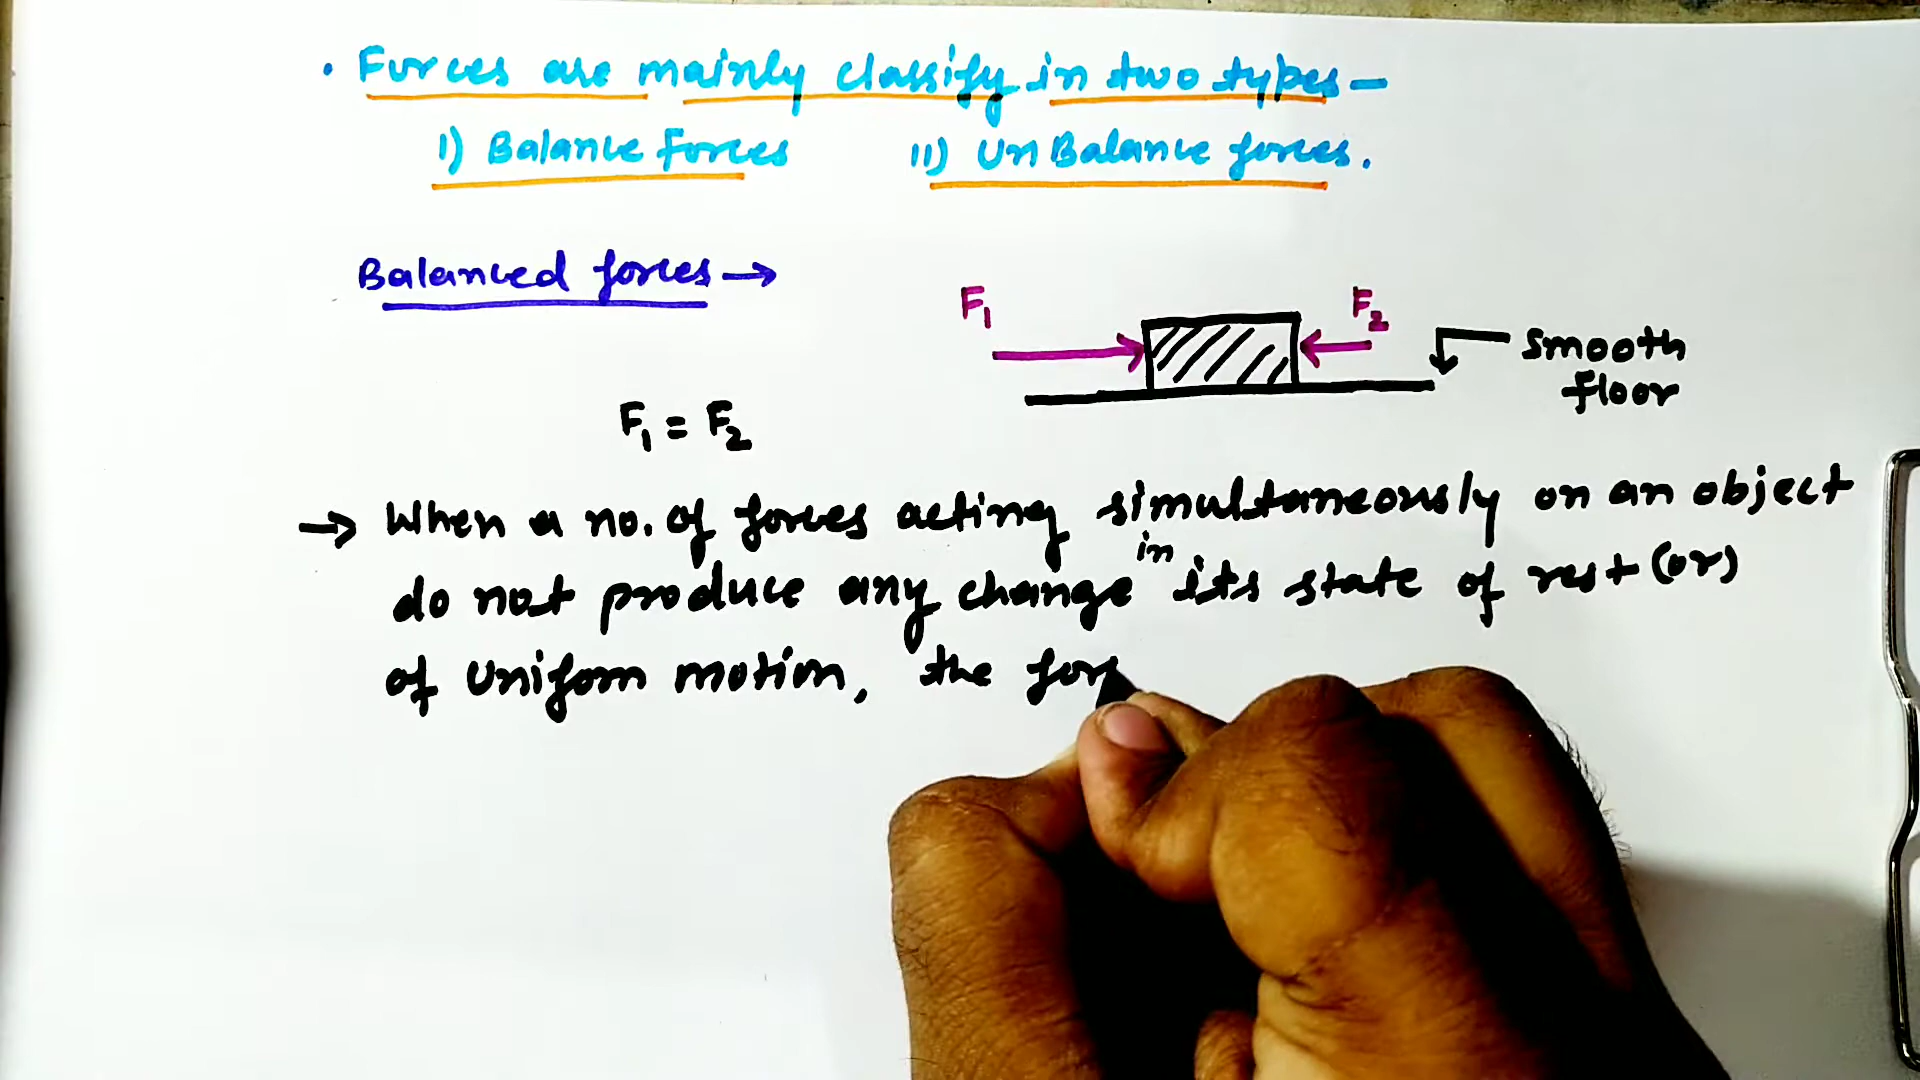 • Forces are mainly classify in two types –
I) Balance Forces II) UnBalance forces.
Balanced forces →
F₁ F₂
smooth
floor
F₁ = F₂
→ When a no. of forces acting simultaneously on an object
do not produce any change in its state of rest (or)
of uniform motion, the for